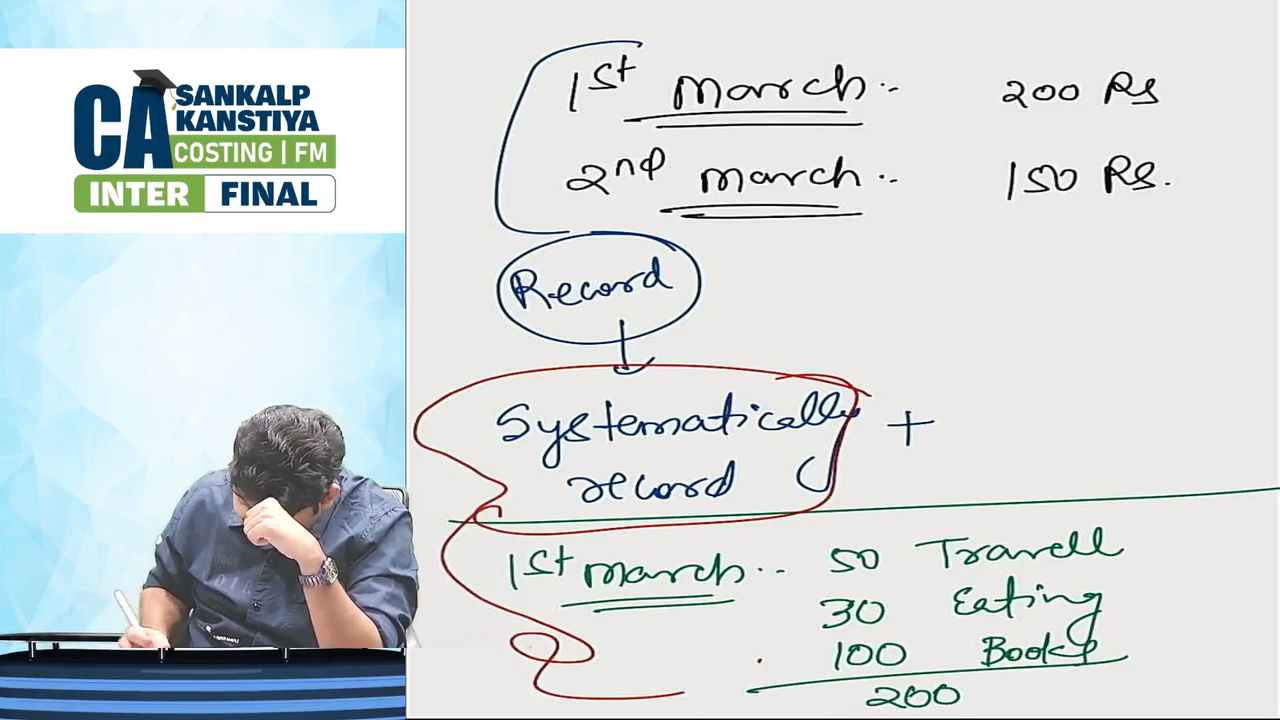 CA
SANKALP
KANSTIYA
COSTING | FM
INTER FINAL
1st March.. 200 Rs
2nd March.. 150 Rs.
Record
Systematically +
record
1st March.. 50 Travell
30 Eating
100 Books
200